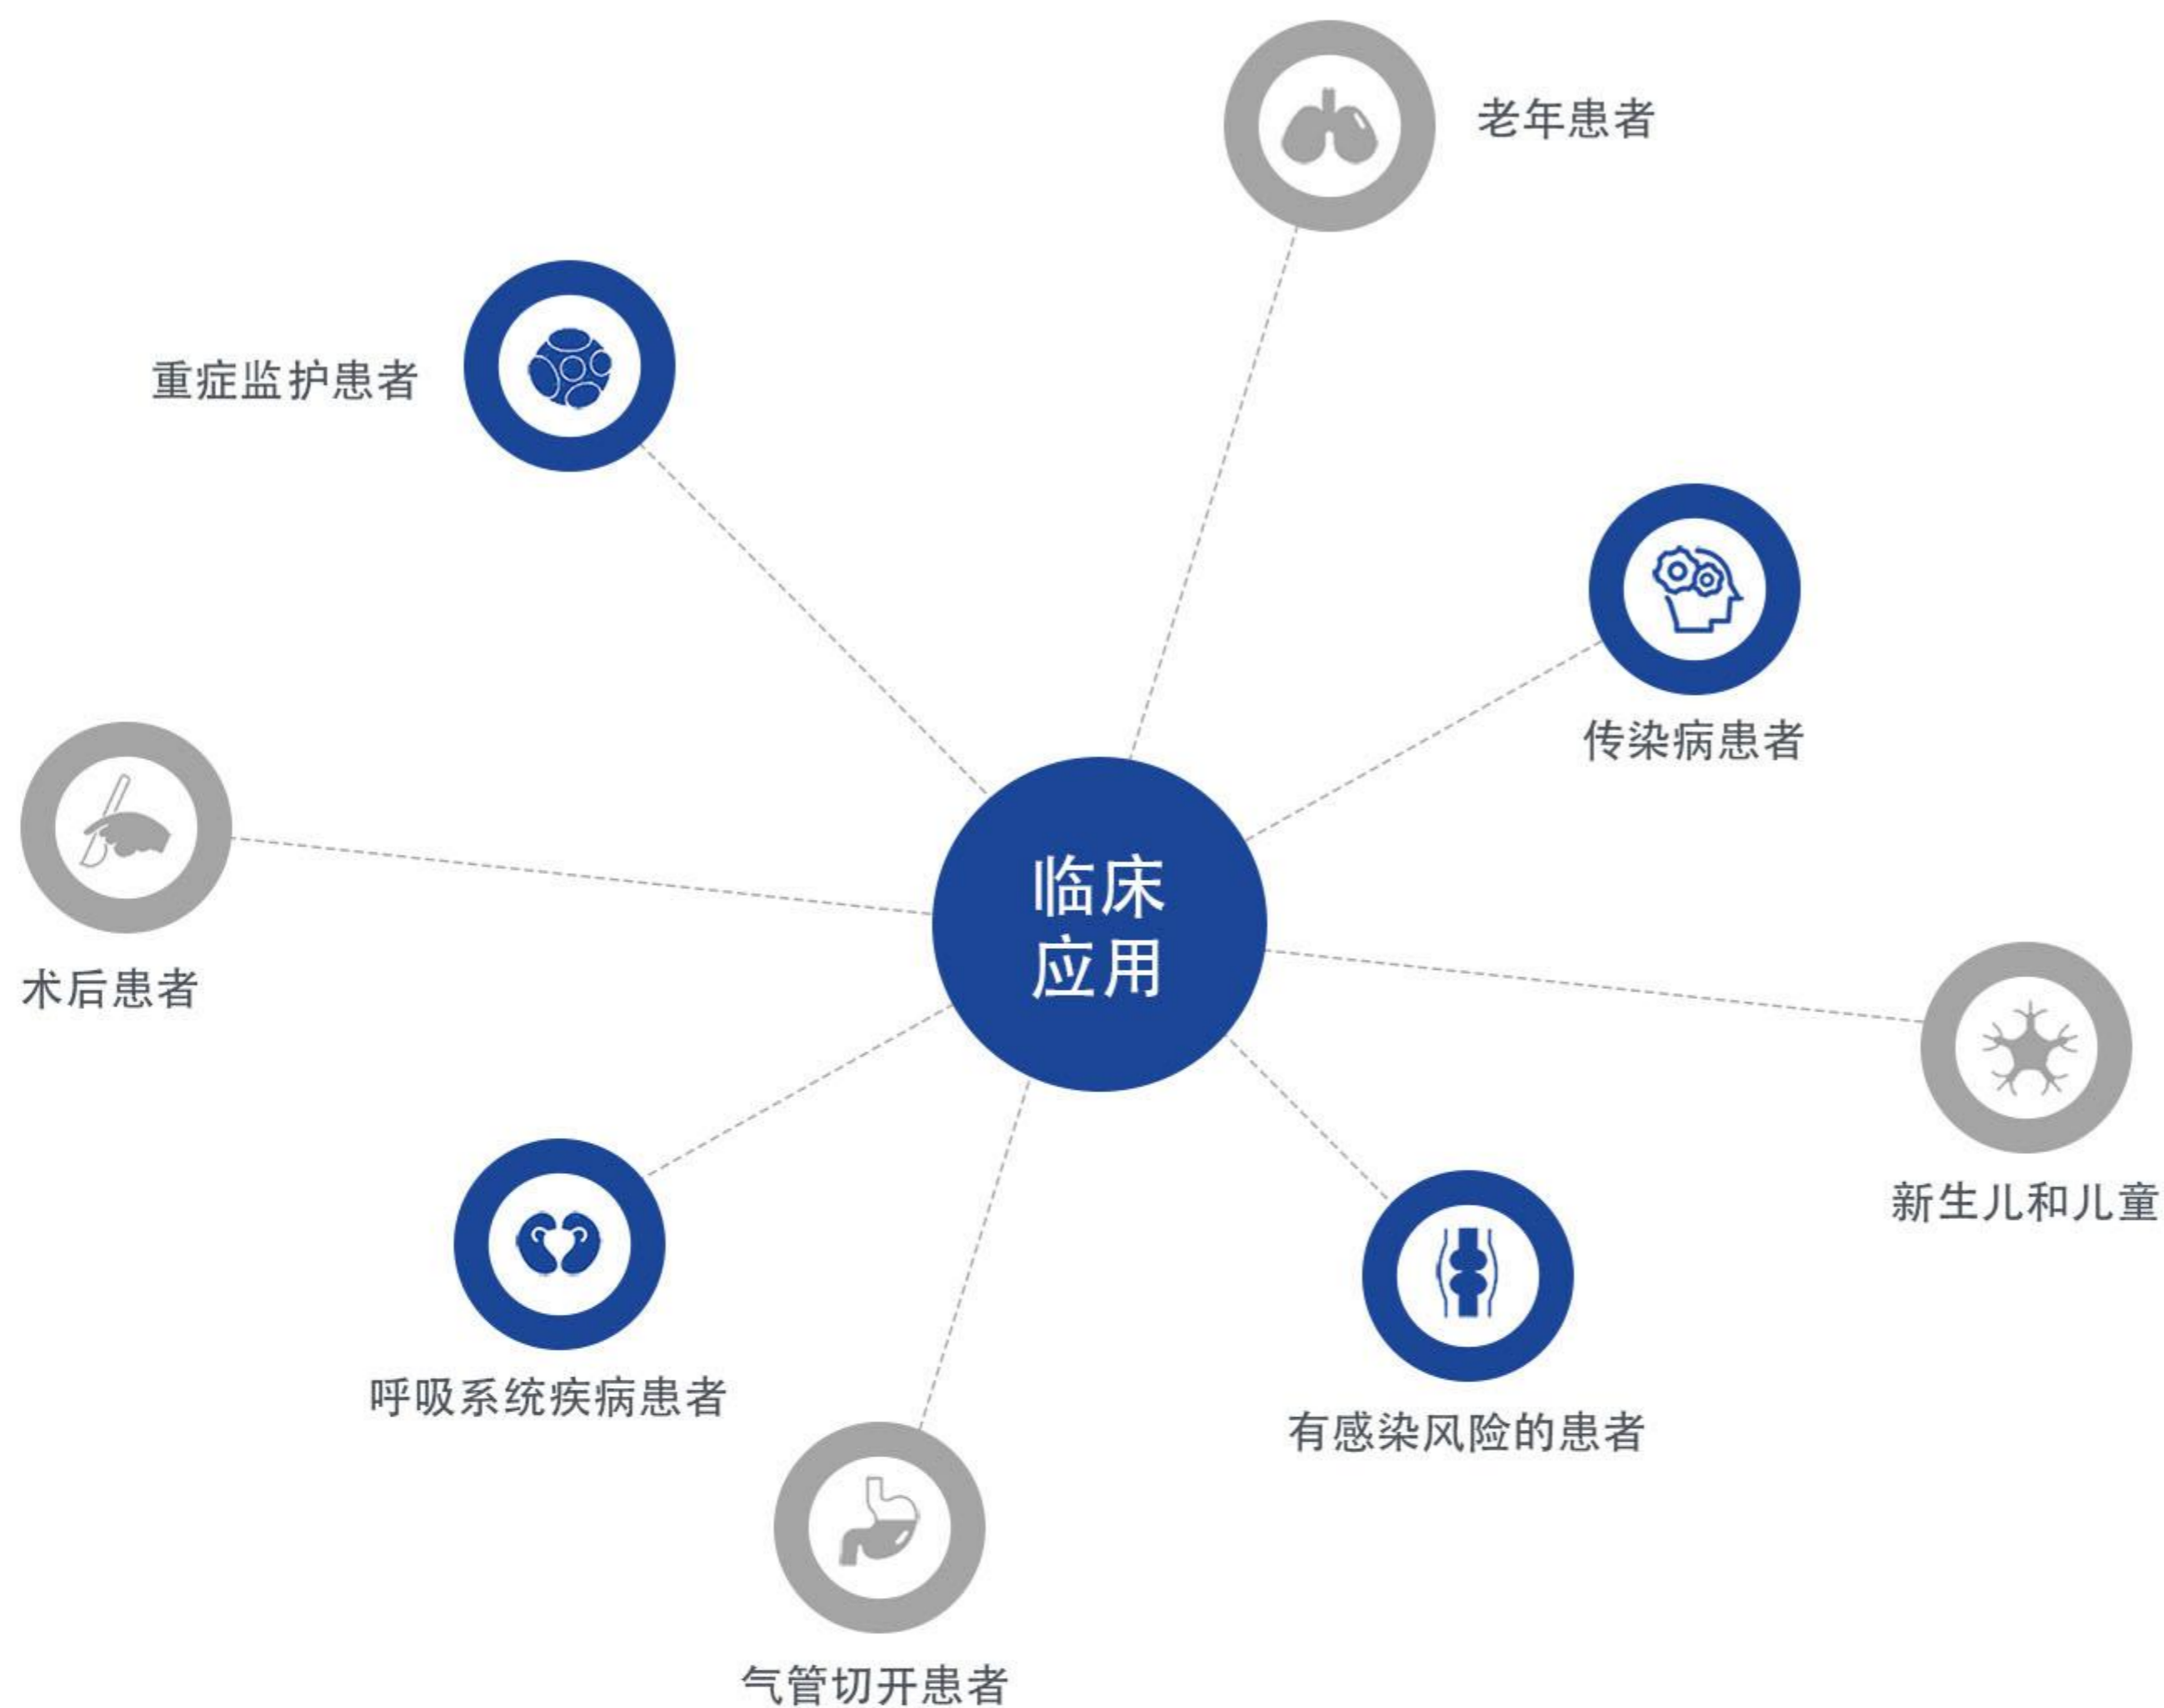 老年患者
重症监护患者
传染病患者
临床
应用
术后患者
新生儿和儿童
呼吸系统疾病患者
有感染风险的患者
气管切开患者